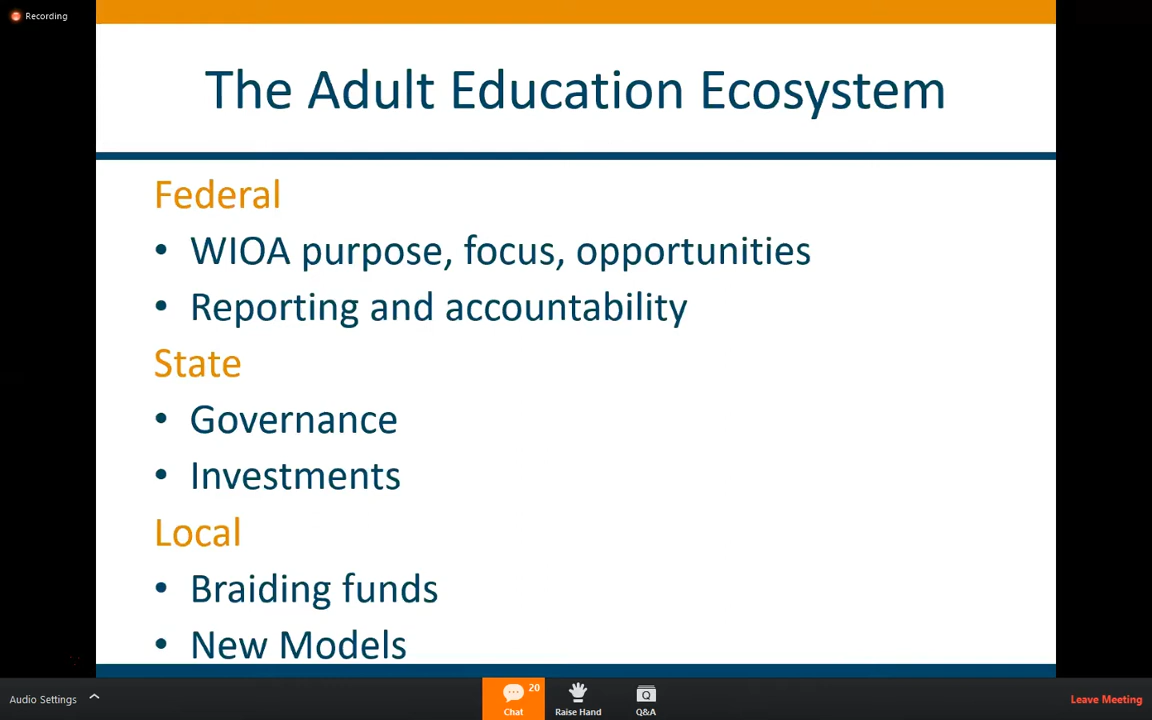 Recording
The Adult Education Ecosystem
Federal
• WIOA purpose, focus, opportunities
• Reporting and accountability
State
• Governance
• Investments
Local
• Braiding funds
• New Models
Audio Settings
20
Chat
Raise Hand
Q
Q&A
Leave Meeting